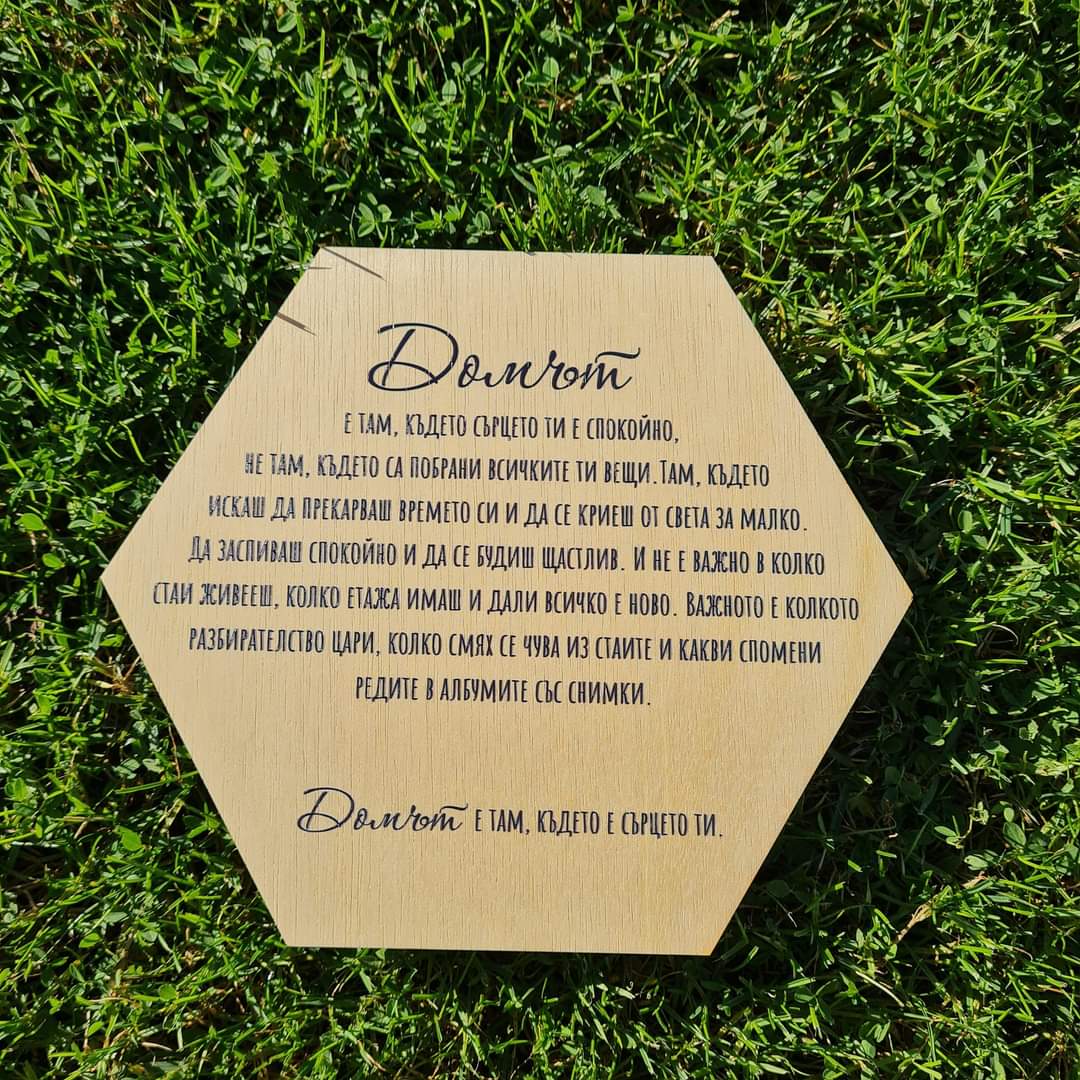 Домът
Е ТАМ, КЪДЕТО СЪРЦЕТО ТИ Е СПОКОЙНО,
НЕ ТАМ, КЪДЕТО СА ПОБРАНИ ВСИЧКИТЕ ТИ ВЕЩИ. ТАМ, КЪДЕТО
ИСКАШ ДА ПРЕКАРВАШ ВРЕМЕТО СИ И ДА СЕ КРИЕШ ОТ СВЕТА ЗА МАЛКО.
ДА ЗАСПИВАШ СПОКОЙНО И ДА СЕ БУДИШ ЩАСТЛИВ. И НЕ Е ВАЖНО В КОЛКО
СТАИ ЖИВЕЕШ, КОЛКО ЕТАЖА ИМАШ И ДАЛИ ВСИЧКО Е НОВО. ВАЖНОТО Е КОЛКОТО
РАЗБИРАТЕЛСТВО ЦАРИ, КОЛКО СМЯХ СЕ ЧУВА ИЗ СТАИТЕ И КАКВИ СПОМЕНИ
РЕДИТЕ В АЛБУМИТЕ СЪС СНИМКИ.
Домът Е ТАМ, КЪДЕТО Е СЪРЦЕТО ТИ.